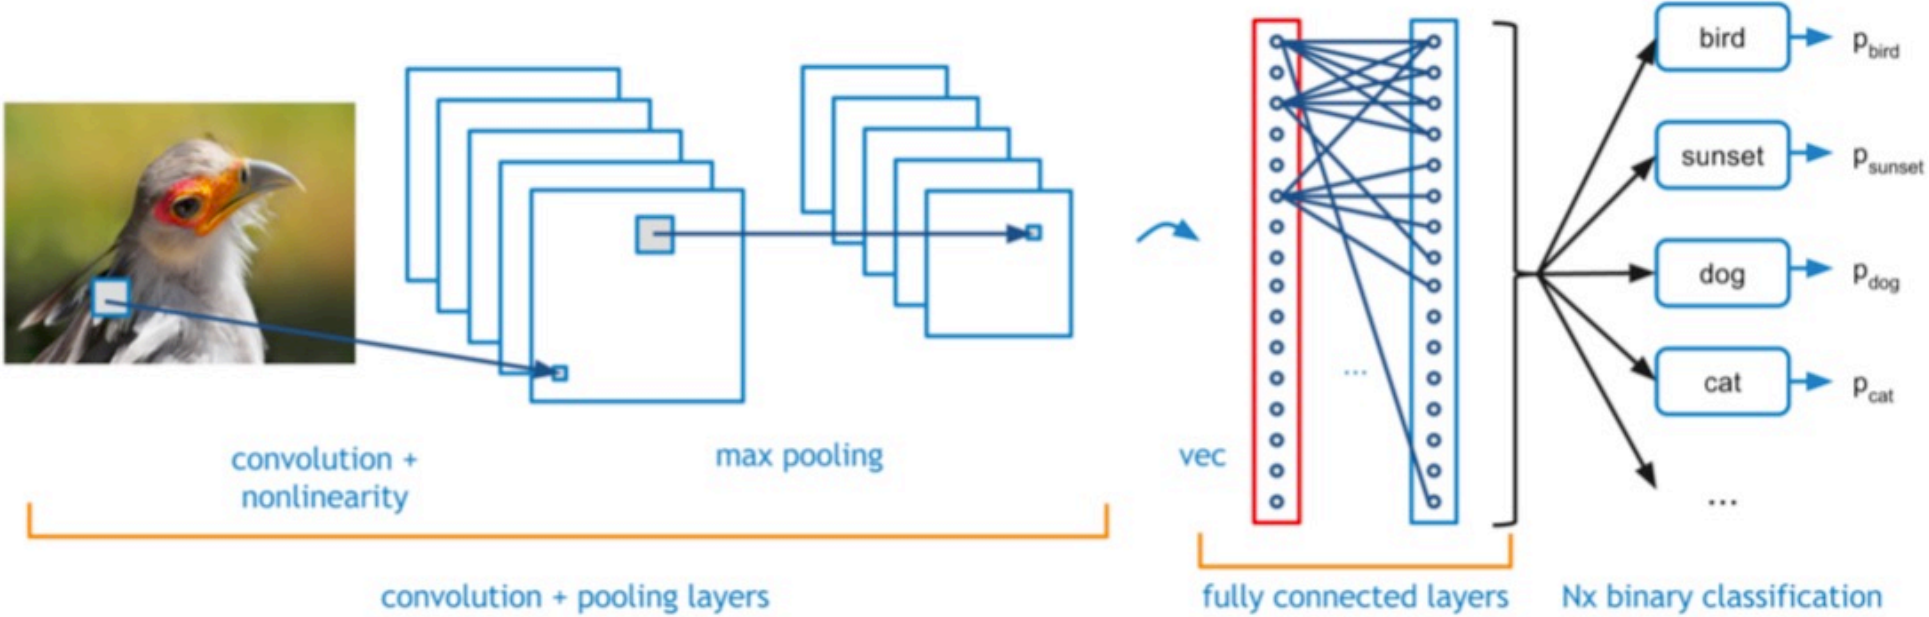 bird
p_bird
sunset
p_sunset
dog
p_dog
cat
p_cat
...
...
convolution +
nonlinearity
max pooling
vec
convolution + pooling layers
fully connected layers
Nx binary classification